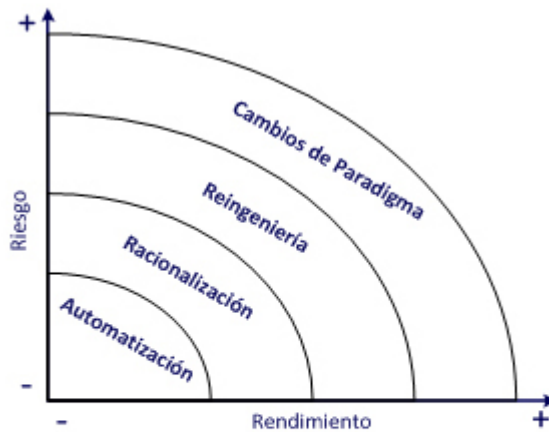 +
Cambios de Paradigma
Reingeniería
Racionalización
Automatización
Riesgo
-
-
Rendimiento
+